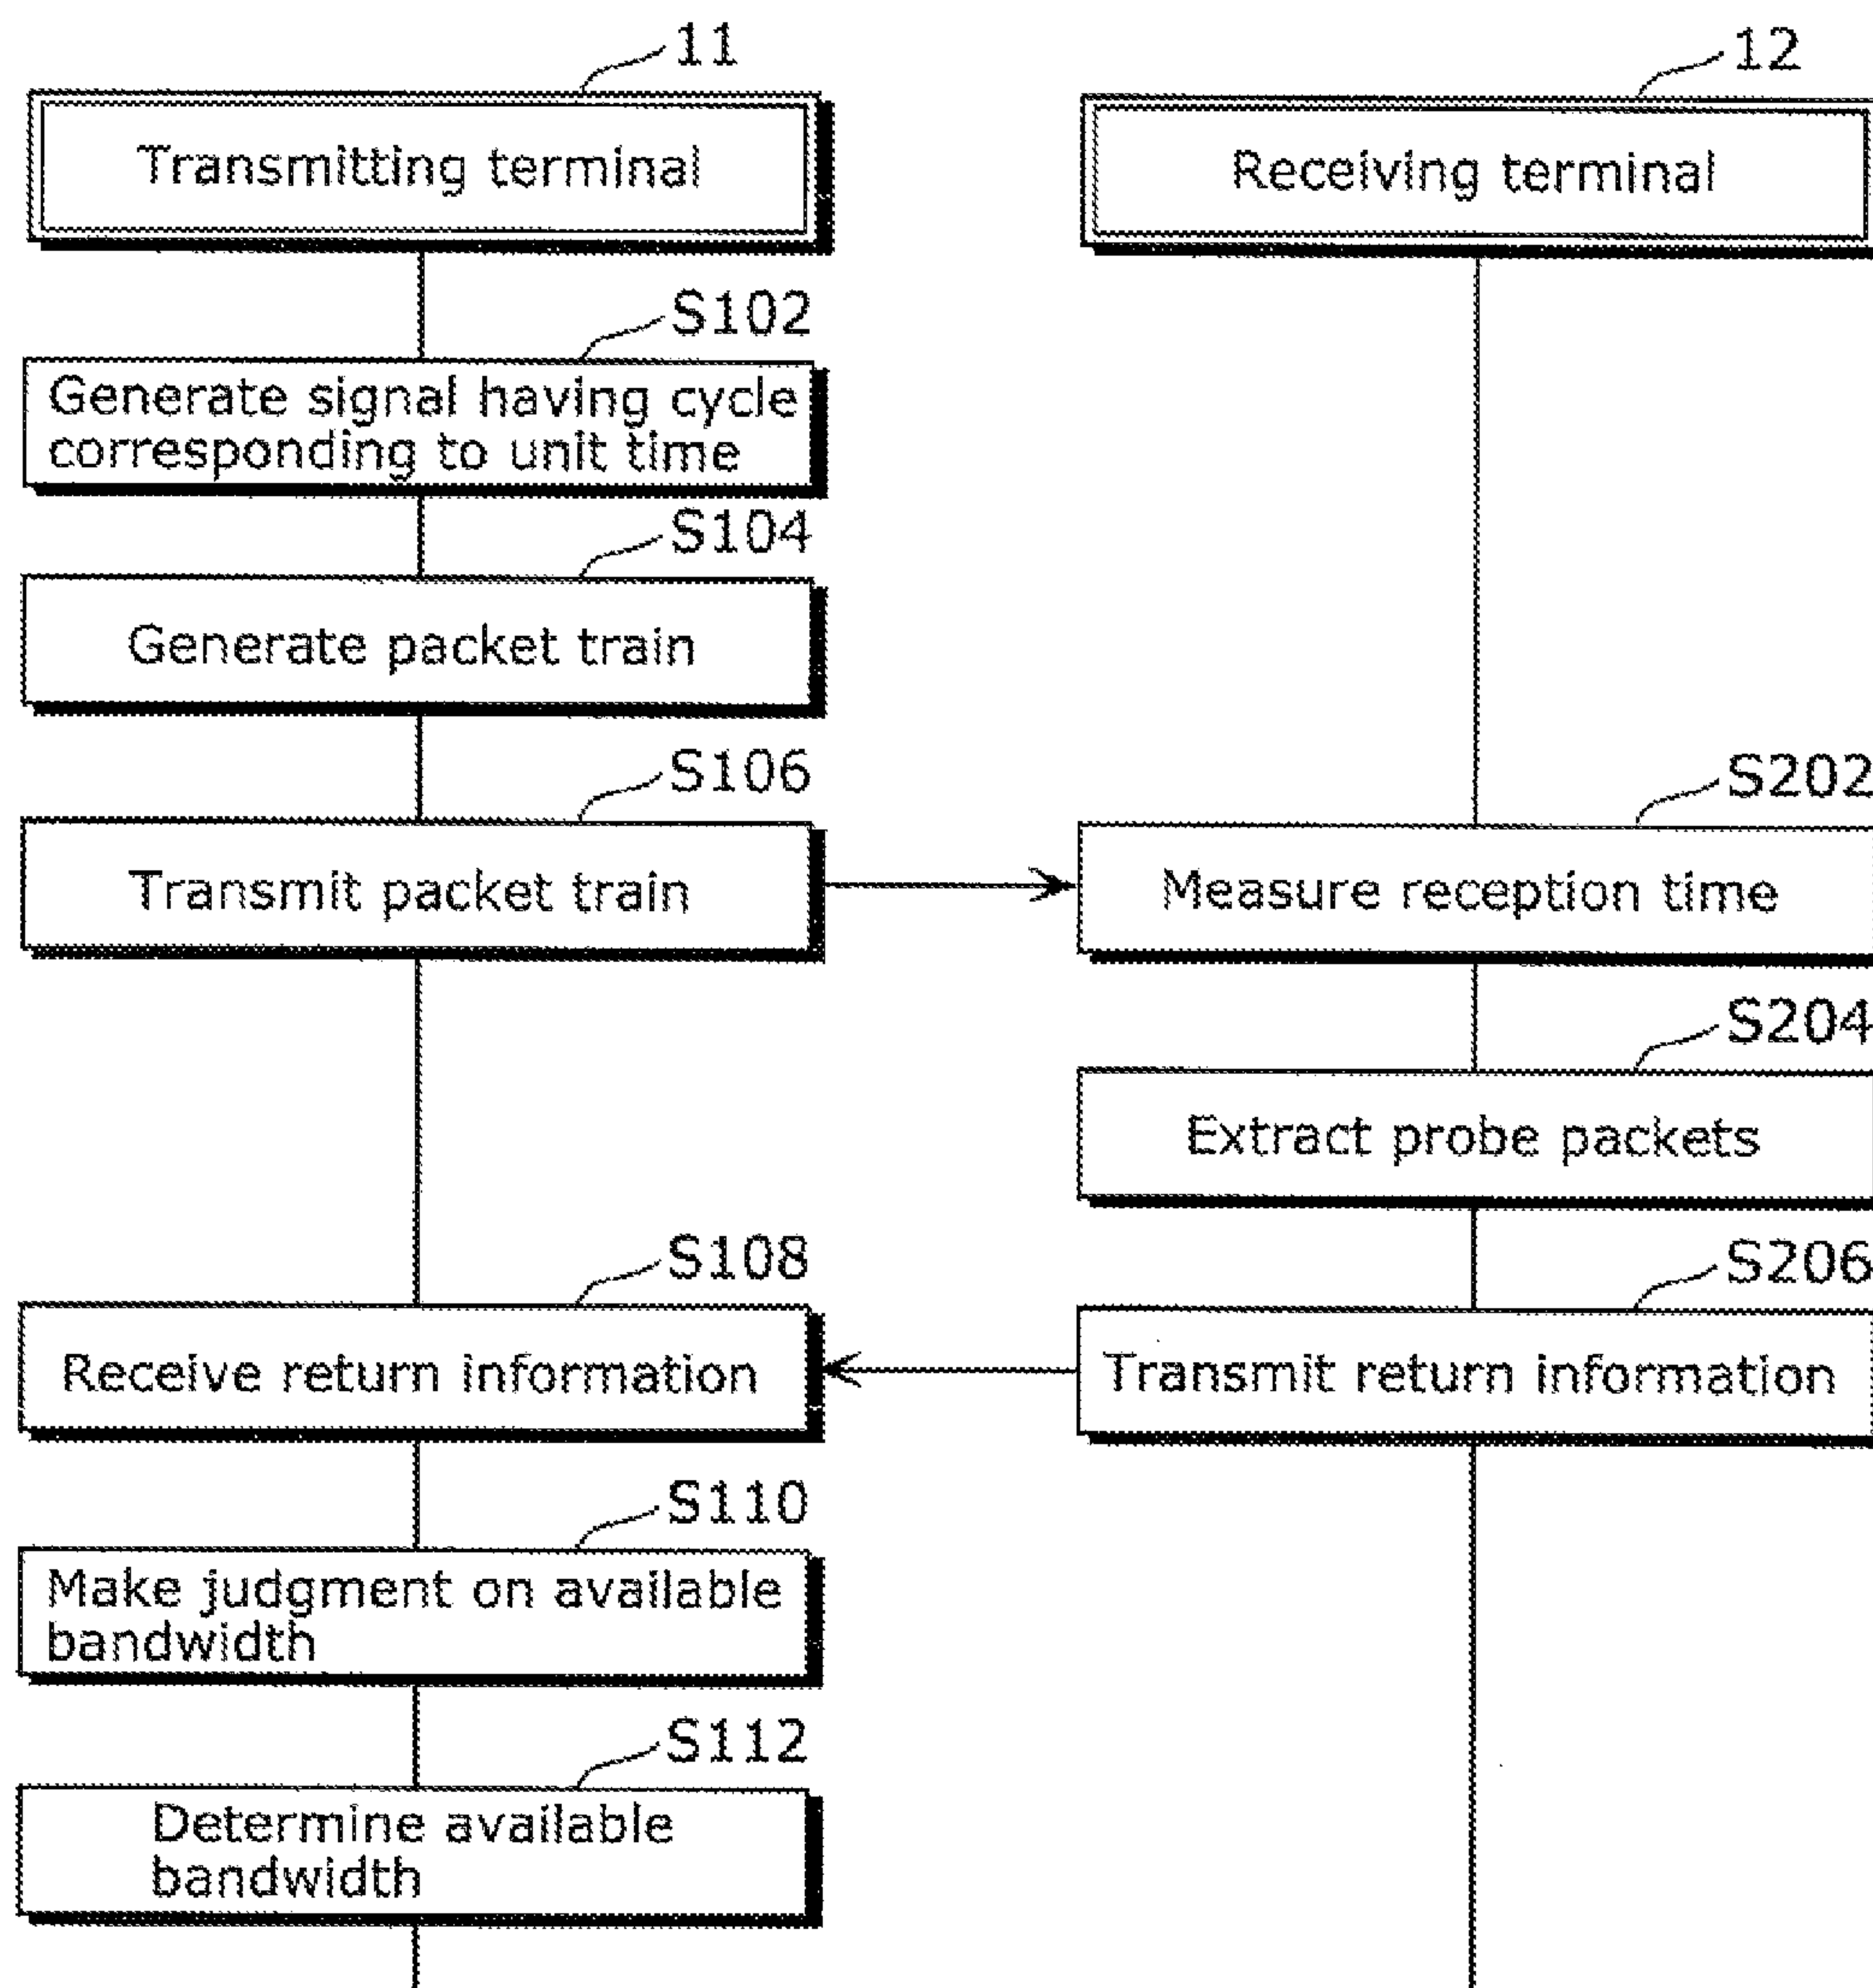 11
12
Transmitting terminal
Receiving terminal
S102
Generate signal having cycle
corresponding to unit time
S104
Generate packet train
S106
S202
Transmit packet train
Measure reception time
S204
Extract probe packets
S108
S206
Receive return information
Transmit return information
S110
Make judgment on available
bandwidth
S112
Determine available
bandwidth